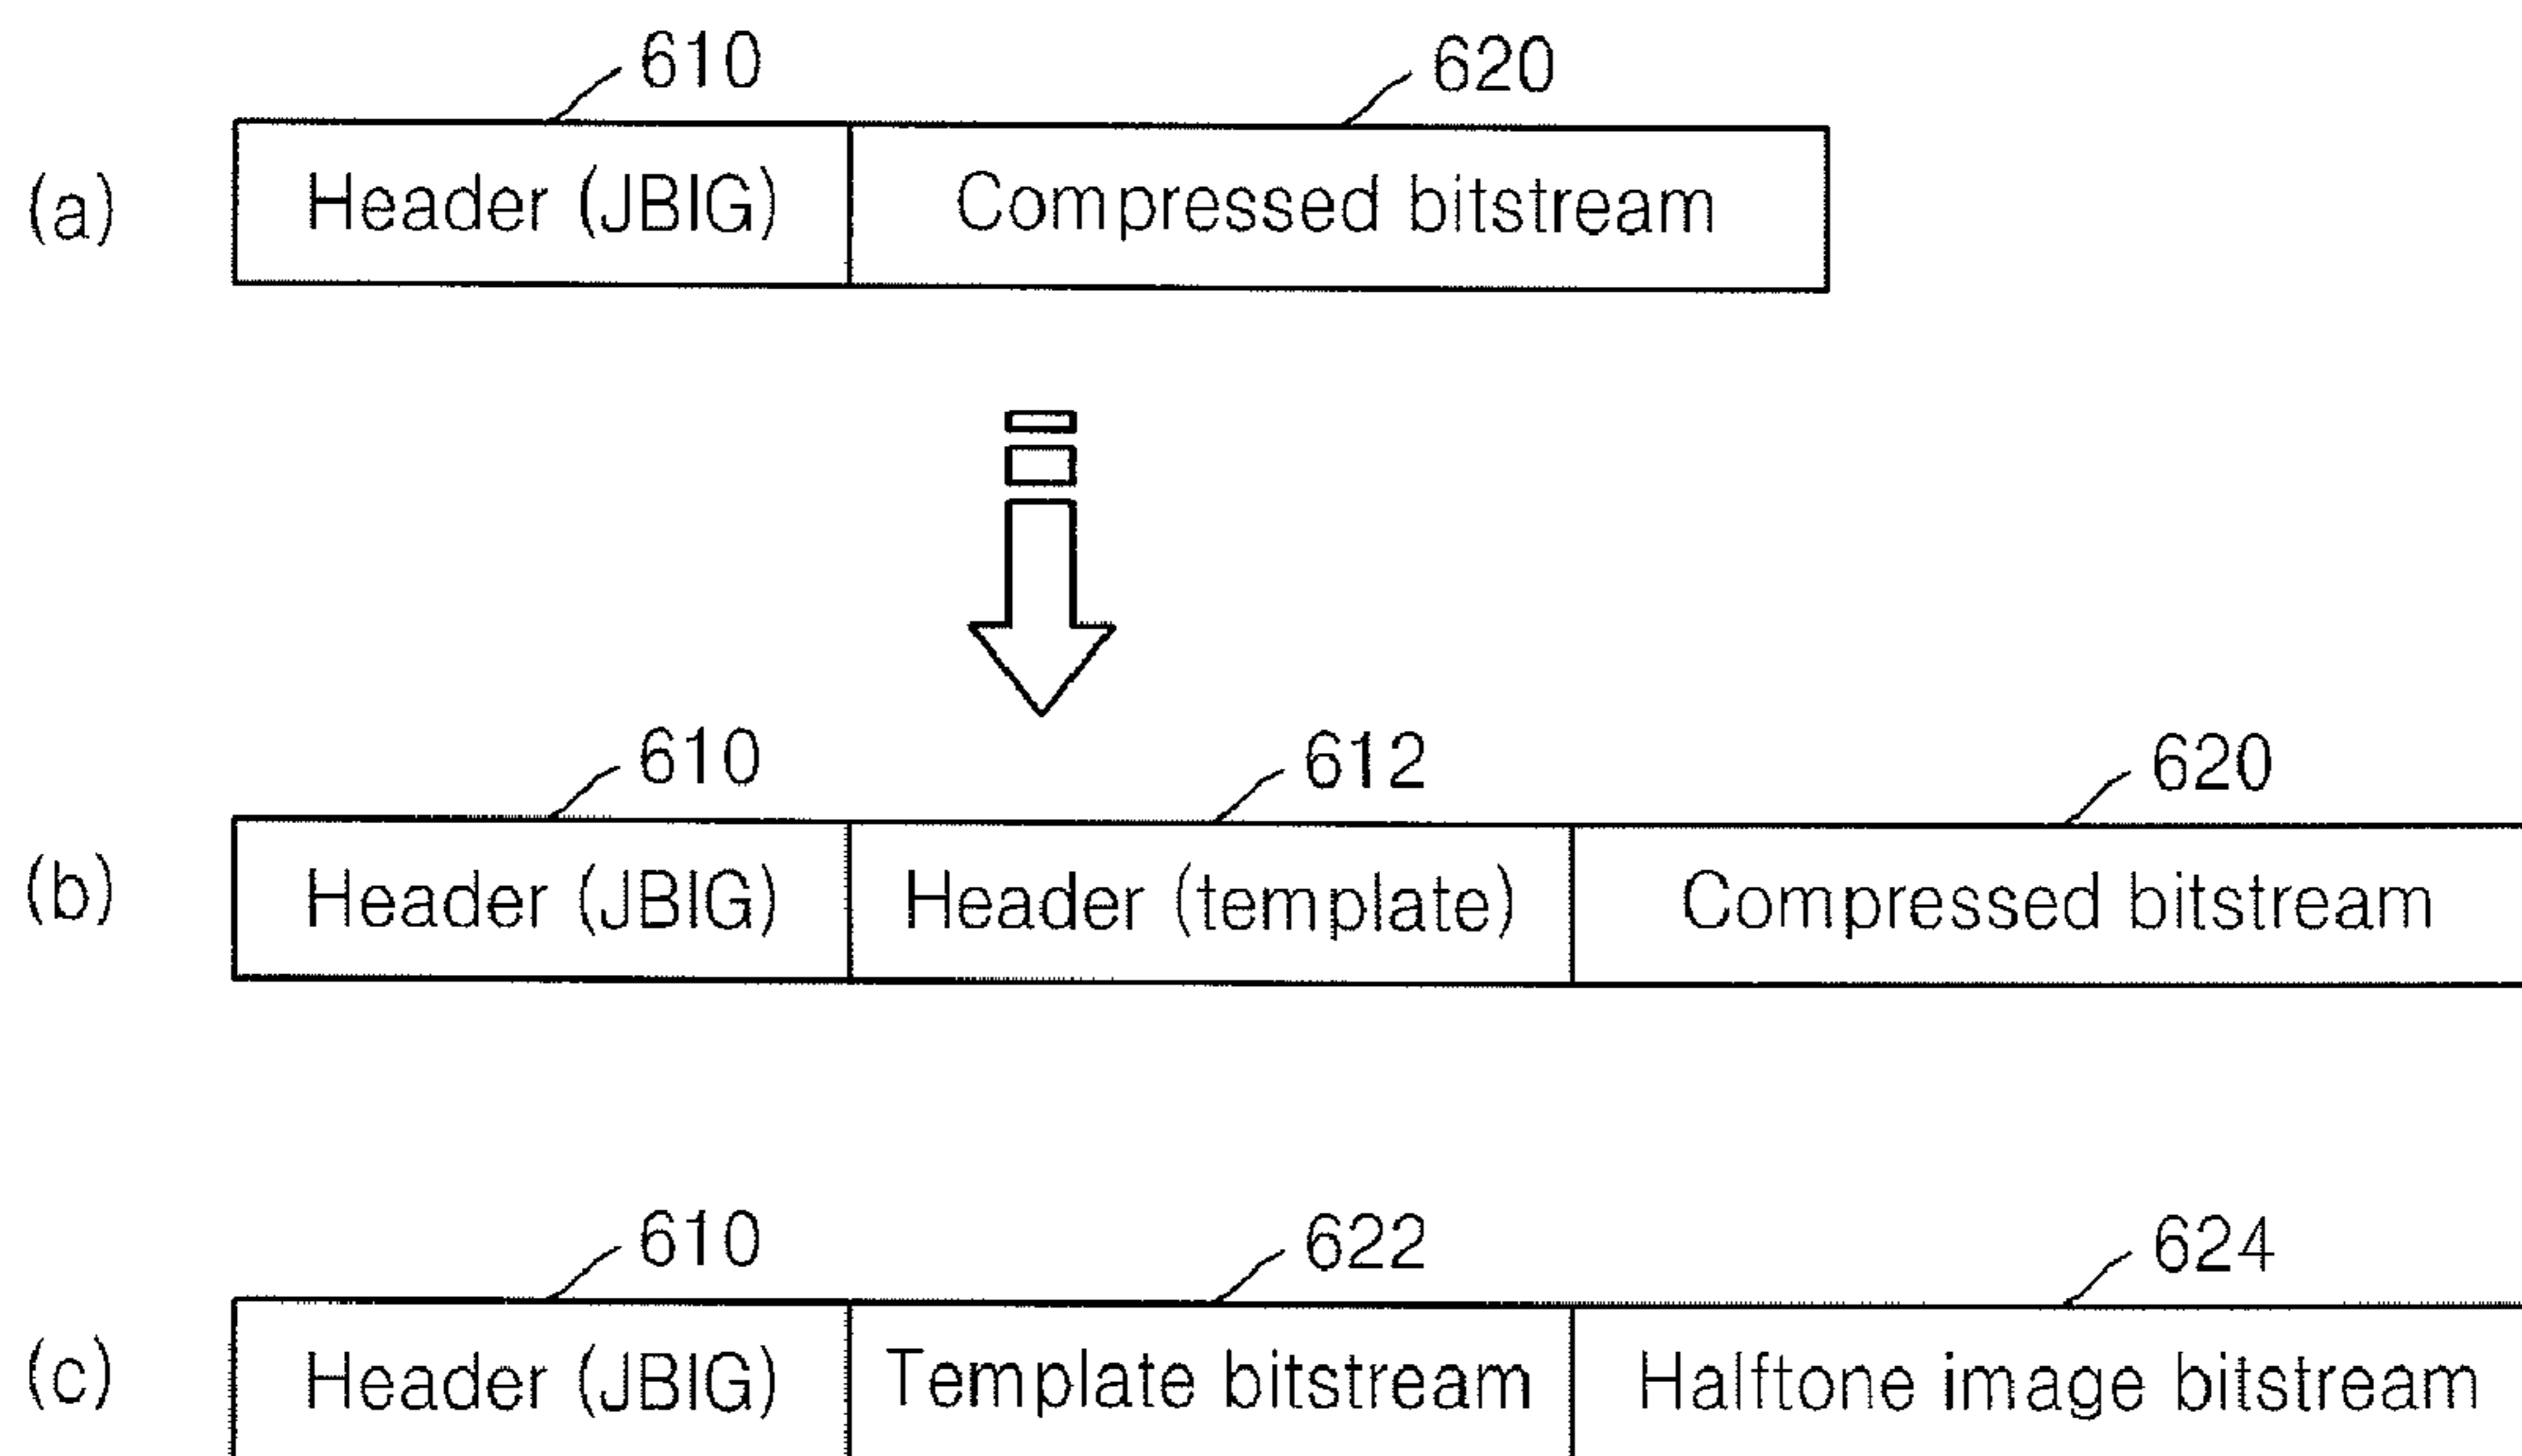 610 620
(a) Header (JBIG) Compressed bitstream
610 612 620
(b) Header (JBIG) Header (template) Compressed bitstream
610 622 624
(c) Header (JBIG) Template bitstream Halftone image bitstream